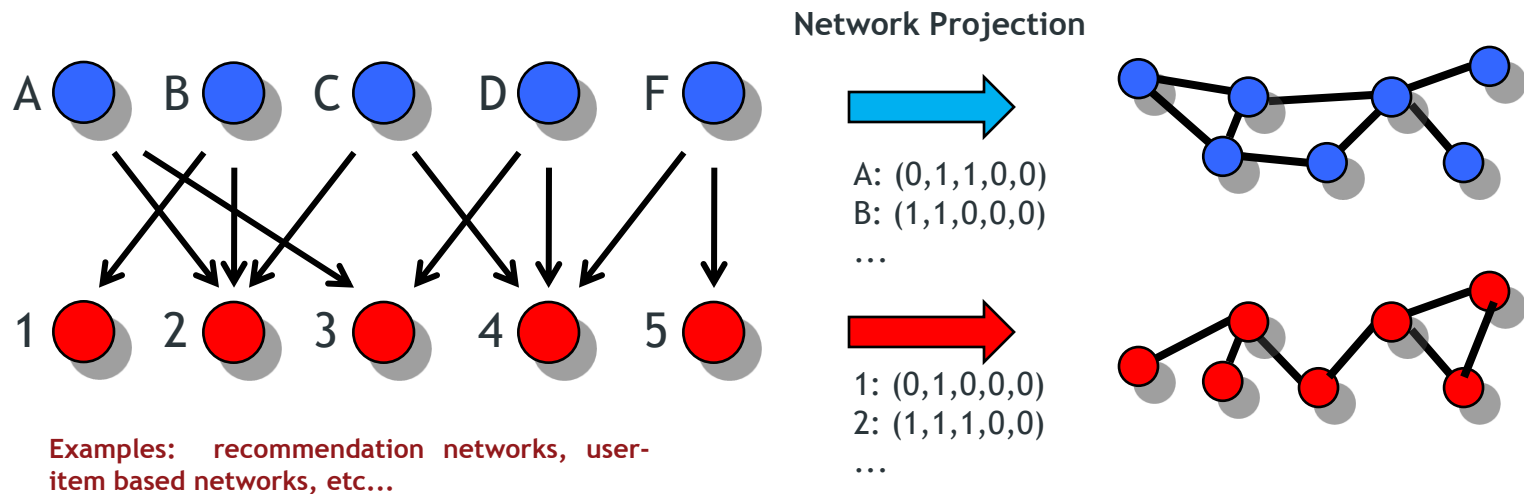 Network Projection
A B C D F
A: (0,1,1,0,0)
B: (1,1,0,0,0)
...
1 2 3 4 5
1: (0,1,0,0,0)
2: (1,1,1,0,0)
...
Examples: recommendation networks, user-
item based networks, etc...